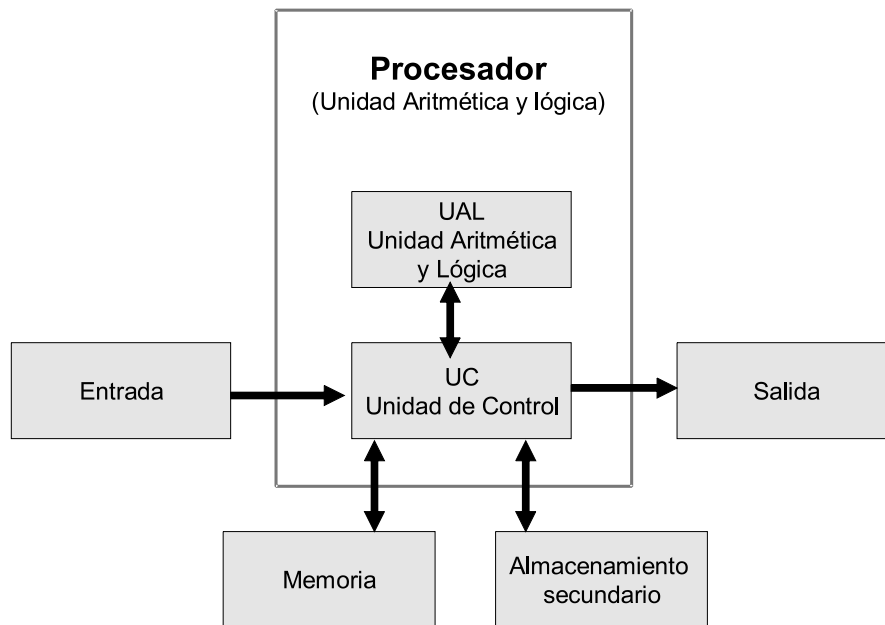 Procesador
(Unidad Aritmética y lógica)
UAL
Unidad Aritmética
y Lógica
Entrada
UC
Unidad de Control
Salida
Memoria
Almacenamiento
secundario